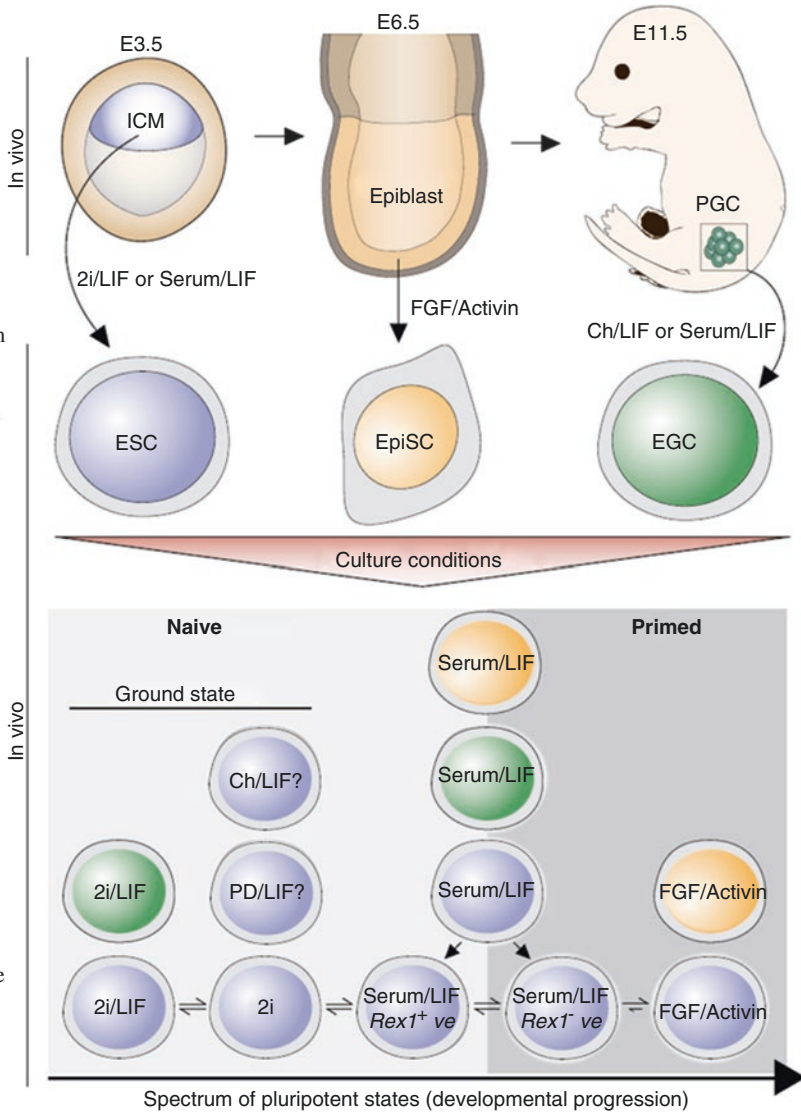 E3.5
E6.5
E11.5
In vivo
ICM
Epiblast
PGC
2i/LIF or Serum/LIF
FGF/Activin
Ch/LIF or Serum/LIF
n
ESC
EpiSC
EGC
Culture conditions
In vivo
Naive
Primed
Ground state
Serum/LIF
Ch/LIF?
Serum/LIF
2i/LIF
PD/LIF?
Serum/LIF
FGF/Activin
e
2i/LIF
2i
Serum/LIF
Rex1⁺ ve
Serum/LIF
Rex1⁻ ve
FGF/Activin
Spectrum of pluripotent states (developmental progression)